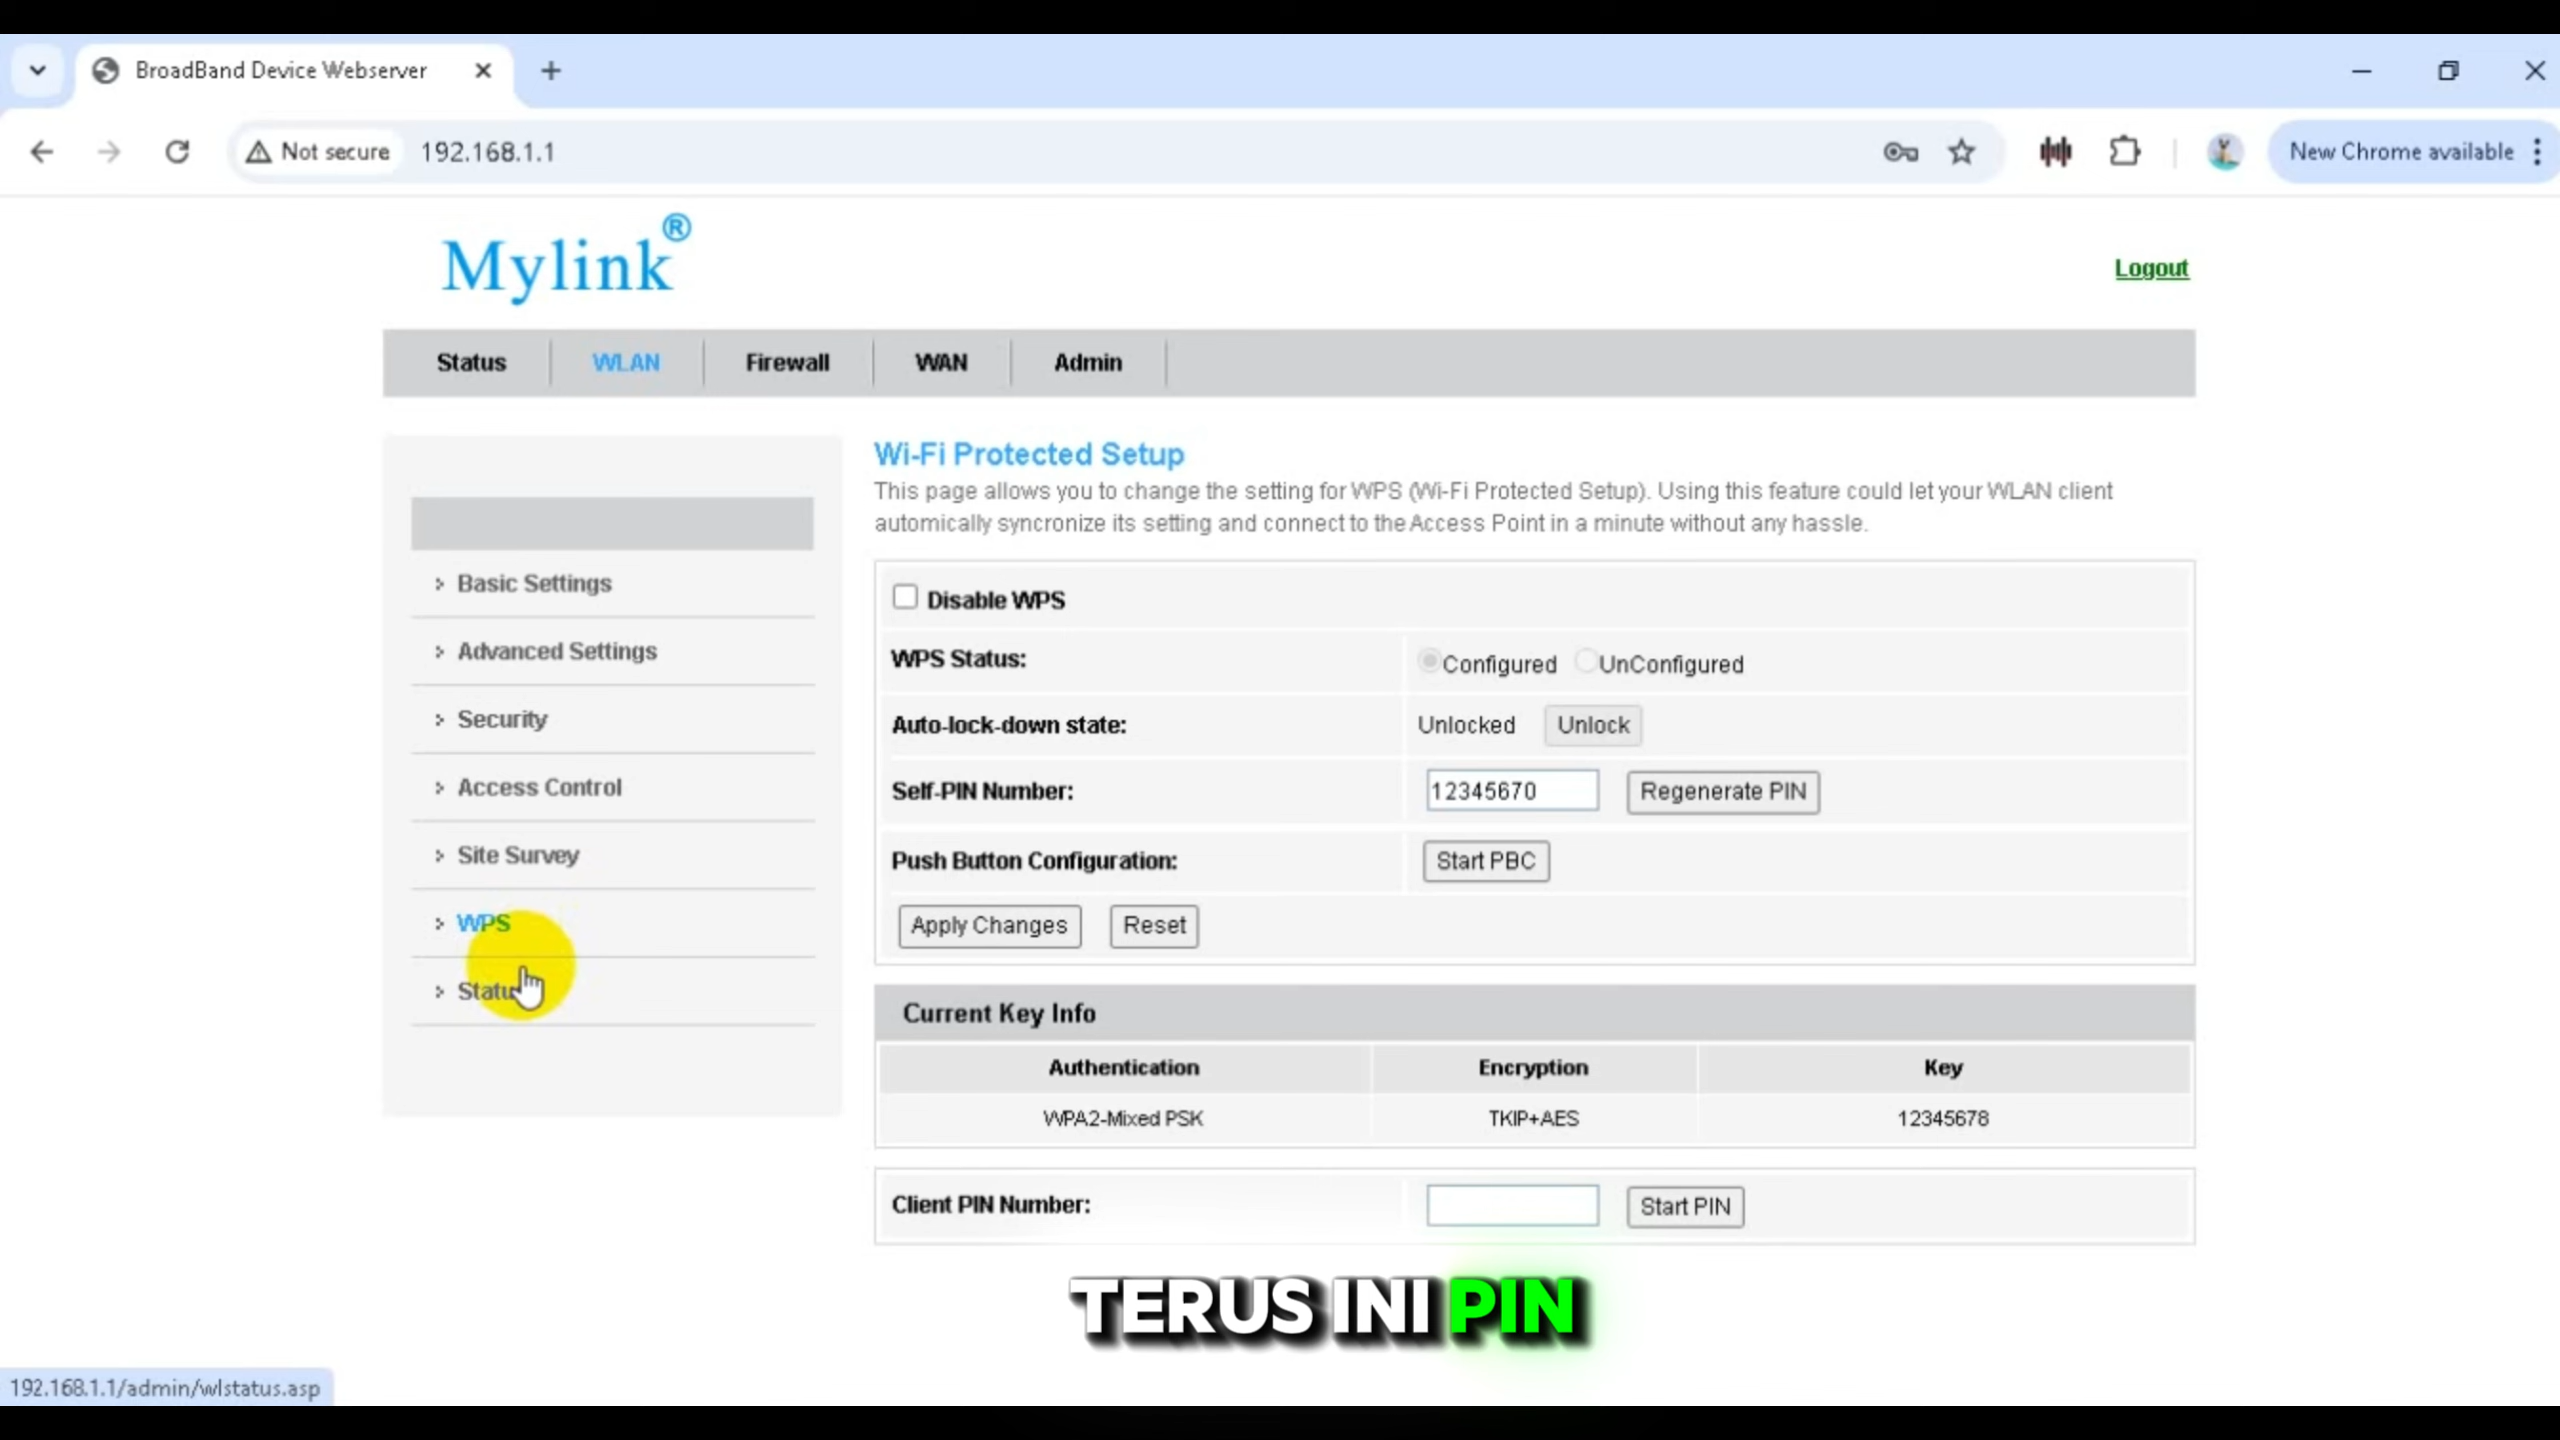 BroadBand Device Webserver
Not secure 192.168.1.1 New Chrome available
Mylink®
Logout
Status WLAN Firewall WAN Admin
Basic Settings
Advanced Settings
Security
Access Control
Site Survey
WPS
Wi-Fi Protected Setup
This page allows you to change the setting for WPS (Wi-Fi Protected Setup). Using this feature could let your WLAN client
automically syncronize its setting and connect to the Access Point in a minute without any hassle.
Disable WPS
WPS Status: Configured UnConfigured
Auto-lock-down state: Unlocked Unlock
Self-PIN Number: 12345670 Regenerate PIN
Push Button Configuration: Start PBC
Apply Changes Reset
Current Key Info
Authentication Encryption Key
WPA2-Mixed PSK TKIP+AES 12345678
Client PIN Number: Start PIN
TERUS INI PIN
192.168.1.1/admin/wlstatus.asp